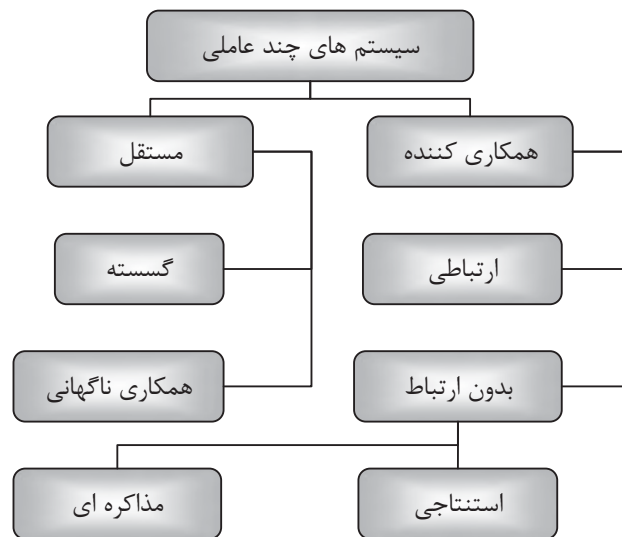 سیستم های چند عاملی
همکاری کننده
مستقل
ارتباطی
گسسته
بدون ارتباط
همکاری ناگهانی
استنتاجی
مذاکره ای